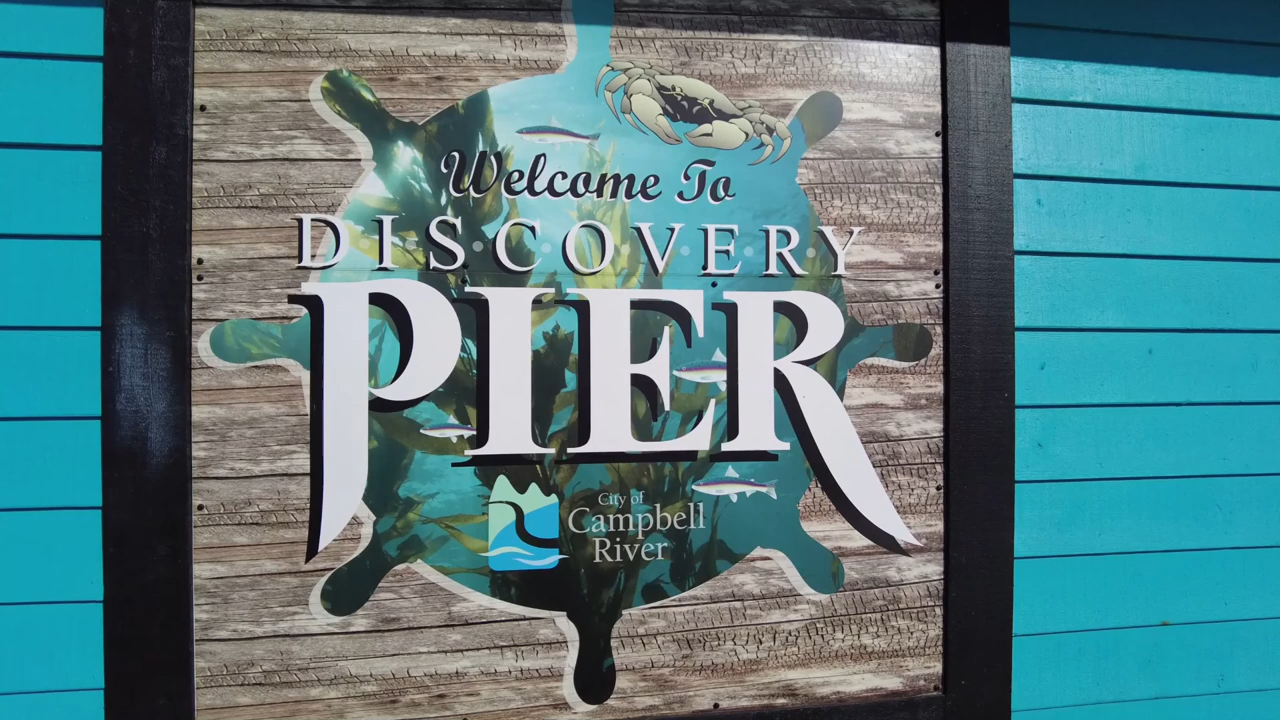 Welcome To
DISCOVERY
PIER
City of
Campbell
River